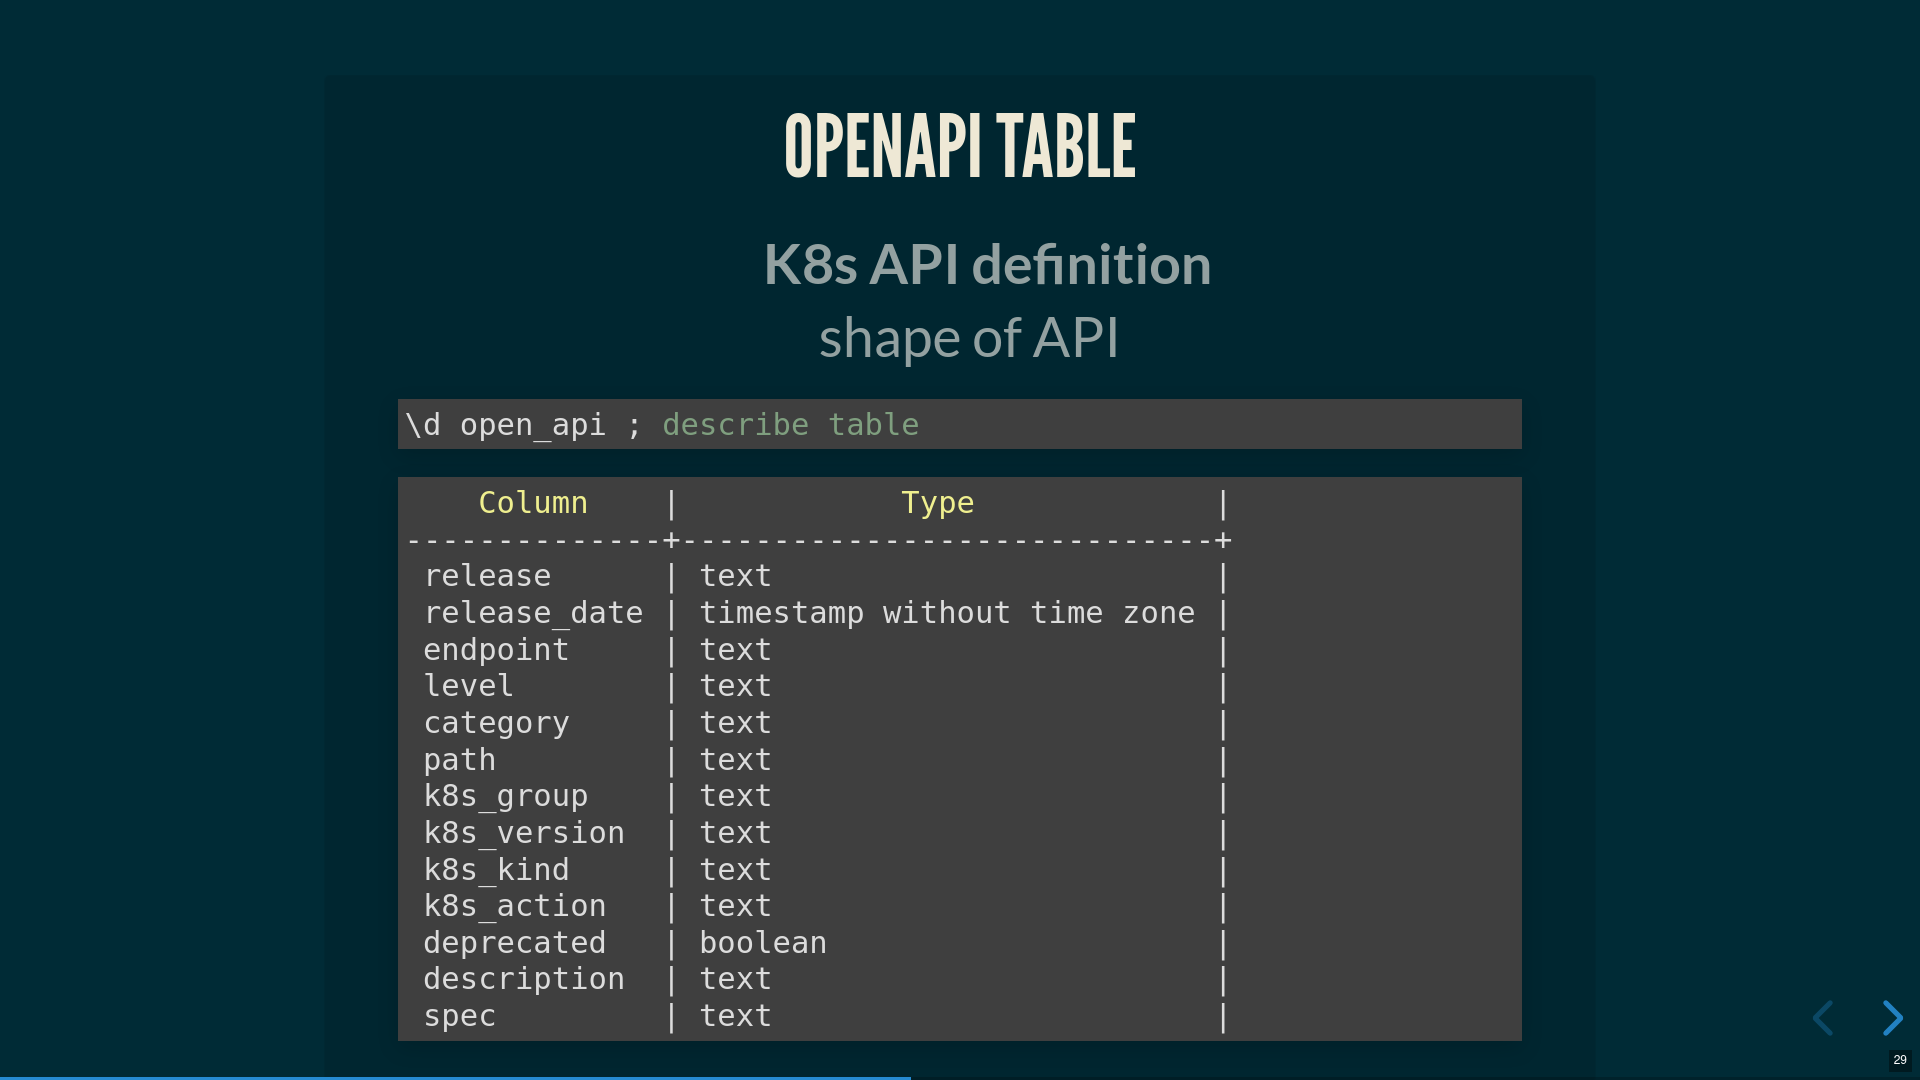 OPENAPI TABLE
K8s API definition
shape of API
\d open_api ; describe table
    Column    |            Type             |
--------------+-----------------------------+
 release      | text                        |
 release_date | timestamp without time zone |
 endpoint     | text                        |
 level        | text                        |
 category     | text                        |
 path         | text                        |
 k8s_group    | text                        |
 k8s_version  | text                        |
 k8s_kind     | text                        |
 k8s_action   | text                        |
 deprecated   | boolean                     |
 description  | text                        |
 spec         | text                        |
29